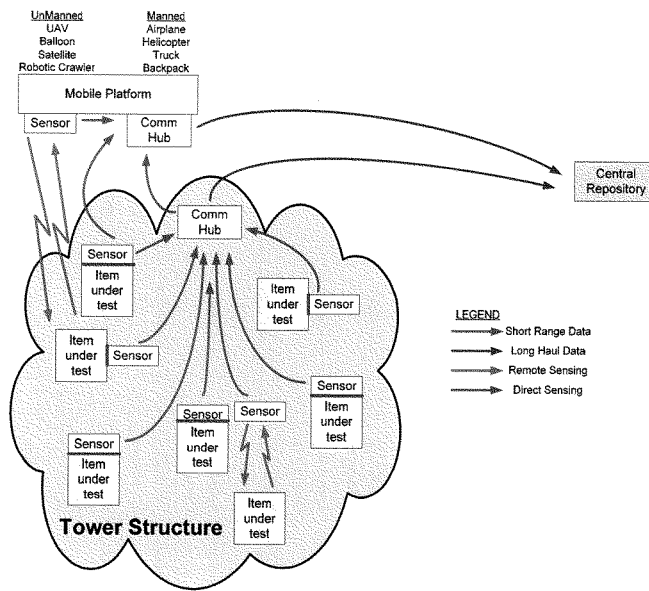 UnManned
UAV
Balloon
Satellite
Robotic Crawler
Manned
Airplane
Helicopter
Truck
Backpack
Mobile Platform
Sensor
Comm
Hub
Central
Repository
Comm
Hub
Sensor
Item
under
test
Item
under
test
Sensor
LEGEND
Short Range Data
Long Haul Data
Remote Sensing
Direct Sensing
Item
under
test
Sensor
Sensor
Item
under
test
Sensor
Item
under
test
Sensor
Sensor
Item
under
test
Item
under
test
Tower Structure